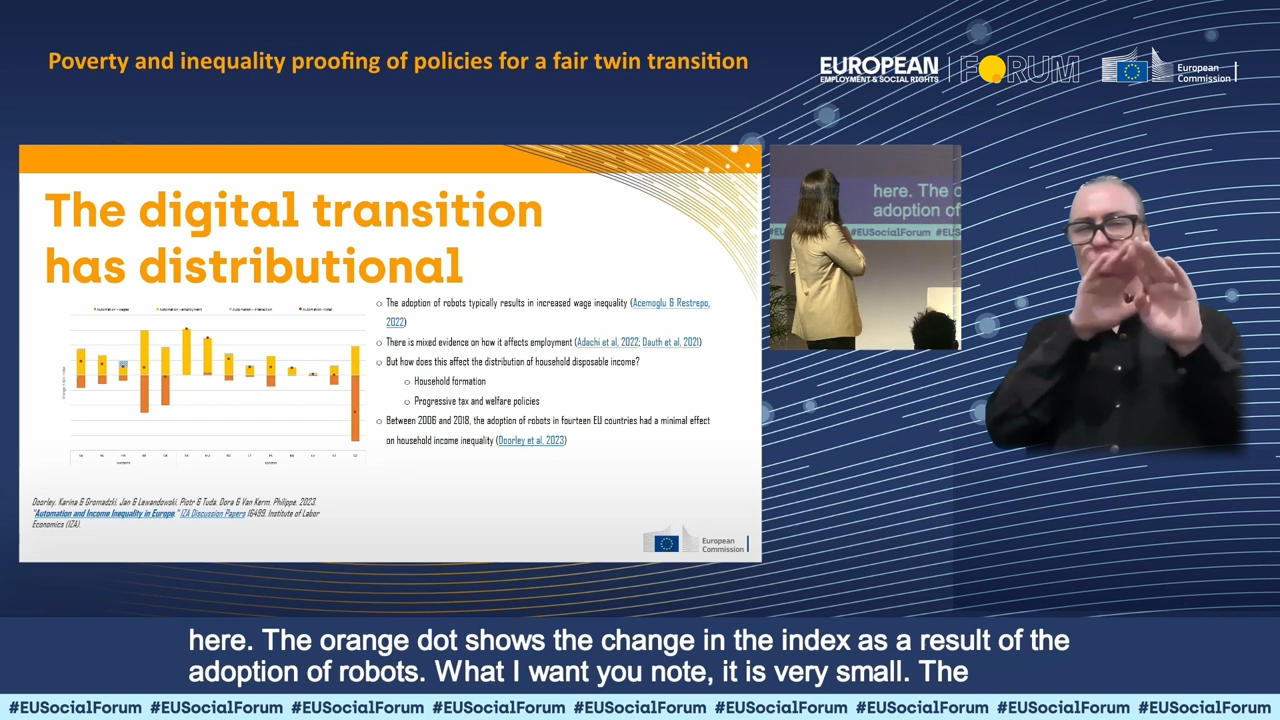 Poverty and inequality proofing of policies for a fair twin transition
EUROPEAN
EMPLOYMENT & SOCIAL RIGHTS
FORUM
European
Commission
The digital transition
has distributional
The adoption of robots typically results in increased wage inequality (Acemoglu & Restrepo,
2022)
There is mixed evidence on how it affects employment (Adachi et al, 2022; Dauth et al, 2021)
But how does this affect the distribution of household disposable income?
Household formation
Progressive tax and welfare policies
Between 2006 and 2018, the adoption of robots in fourteen EU countries had a minimal effect
on household income inequality (Doorley et al, 2023)
Doorley, Karina & Gromadzki, Jan & Lewandowski, Piotr & Tuda, Dora & Van Kerm, Philippe, 2023.
"Automation and Income Inequality in Europe," IZA Discussion Papers 16499, Institute of Labor
Economics (IZA).
European
Commission
here. The
adoption of
#EUSocialForum
here. The orange dot shows the change in the index as a result of the
adoption of robots. What I want you note, it is very small. The
#EUSocialForum #EUSocialForum #EUSocialForum #EUSocialForum #EUSocialForum #EUSocialForum #EUSocialForum #EUSocialForum #EUSocialForum